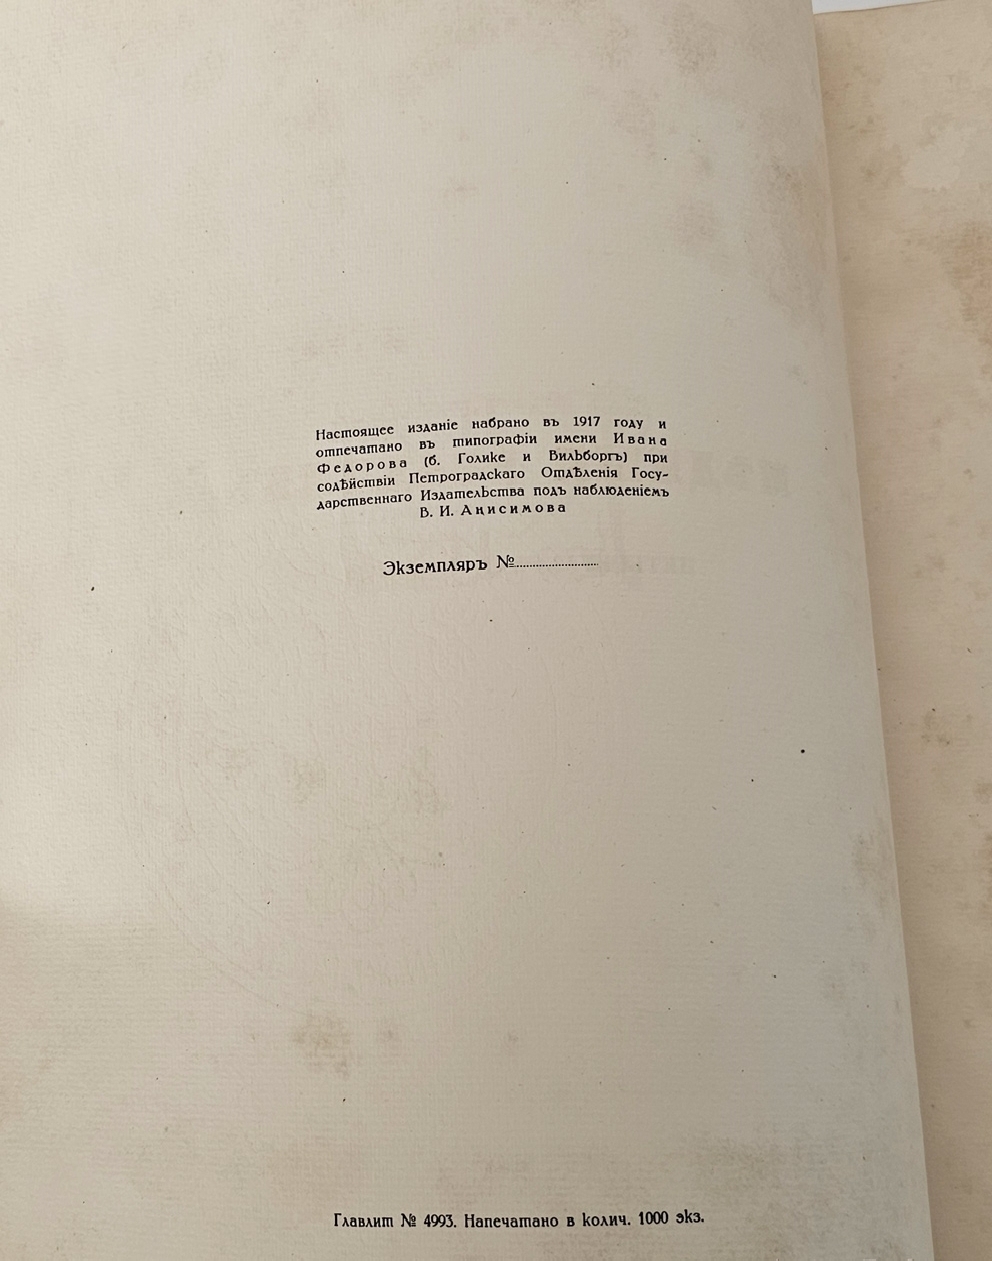 Настоящее изданіе набрано въ 1917 году и
отпечатано въ типографіи имени Ивана
Федорова (б. Голике и Вильборгъ) при
содѣйствіи Петроградскаго Отдѣленія Госу-
дарственнаго Издательства подъ наблюденіемъ
В. И. Анисимова
Экземпляръ №..............................
Главлит № 4993. Напечатано в колич. 1000 экз.